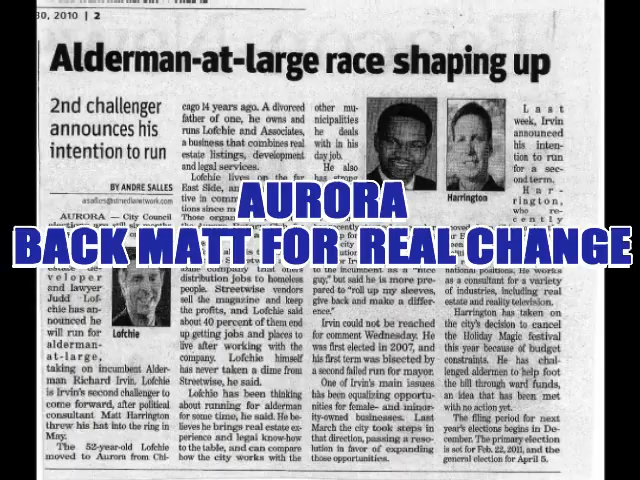 30, 2010 | 2
Alderman-at-large race shaping up
2nd challenger
announces his
intention to run
BY ANDRE SALLES
asalles@stmedianetwork.com
AURORA — City Council
veloper
and lawyer
Judd Lof-
chie has an-
nounced he
will run for
alderman-
at-large,
taking on incumbent Alder-
man Richard Irvin. Lofchie
is Irvin's second challenger to
come forward, after political
consultant Matt Harrington
threw his hat into the ring in
May.
The 52-year-old Lofchie
moved to Aurora from Chi-
Lofchie
cago 14 years ago. A divorced
father of one, he owns and
runs Lofchie and Associates,
a business that combines real
estate listings, development
and legal services.
Lofchie lives on the far
East Side, and
tive in comm
tions since m
Those organ
zine company that offers
distribution jobs to homeless
people. Streetwise vendors
sell the magazine and keep
the profits, and Lofchie said
about 40 percent of them end
up getting jobs and places to
live after working with the
company. Lofchie himself
has never taken a dime from
Streetwise, he said.
Lofchie has been thinking
about running for alderman
for some time, he said. He be-
lieves he brings real estate ex-
perience and legal know-how
to the table, and can compare
how the city works with the
other mu-
nicipalities
he deals
with in his
day job.
He also
has strong
to the incumbent as a "nice
guy," but said he is more pre-
pared to "roll up my sleeves,
give back and make a differ-
ence."
Irvin could not be reached
for comment Wednesday. He
was first elected in 2007, and
his first term was bisected by
a second failed run for mayor.
One of Irvin's main issues
has been equalizing opportu-
nities for female- and minor-
ity-owned businesses. Last
March the city took steps in
that direction, passing a reso-
lution in favor of expanding
those opportunities.
Harrington
Last
week, Irvin
announced
his inten-
tion to run
for a sec-
ond term.
Har-
rington,
who re-
cently
national positions. He works
as a consultant for a variety
of industries, including real
estate and reality television.
Harrington has taken on
the city's decision to cancel
the Holiday Magic festival
this year because of budget
constraints. He has chal-
lenged aldermen to help foot
the bill through ward funds,
an idea that has been met
with no action yet.
The filing period for next
year's elections begins in De-
cember. The primary election
is set for Feb. 22, 2011, and the
general election for April 5.
AURORA
BACK MATT FOR REAL CHANGE